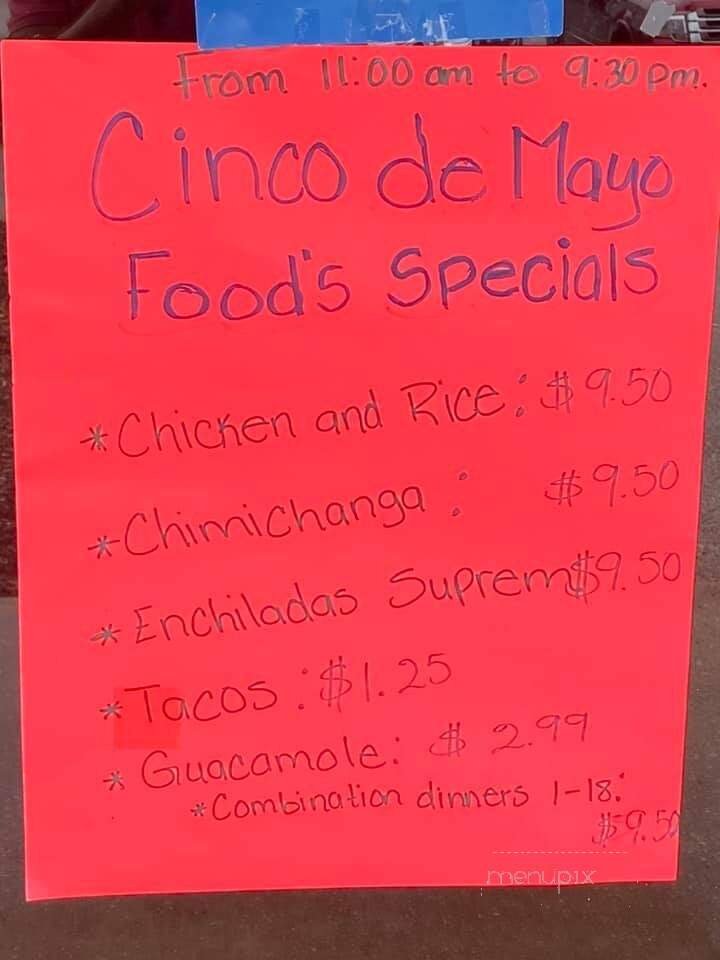 From 11:00 am to 9:30 pm.
Cinco de Mayo
Food's Specials
*Chicken and Rice: $9.50
*Chimichanga: $9.50
*Enchiladas Suprem$9.50
*Tacos: $1.25
*Guacamole: $2.99
*Combination dinners 1-18:
$9.50
menupix